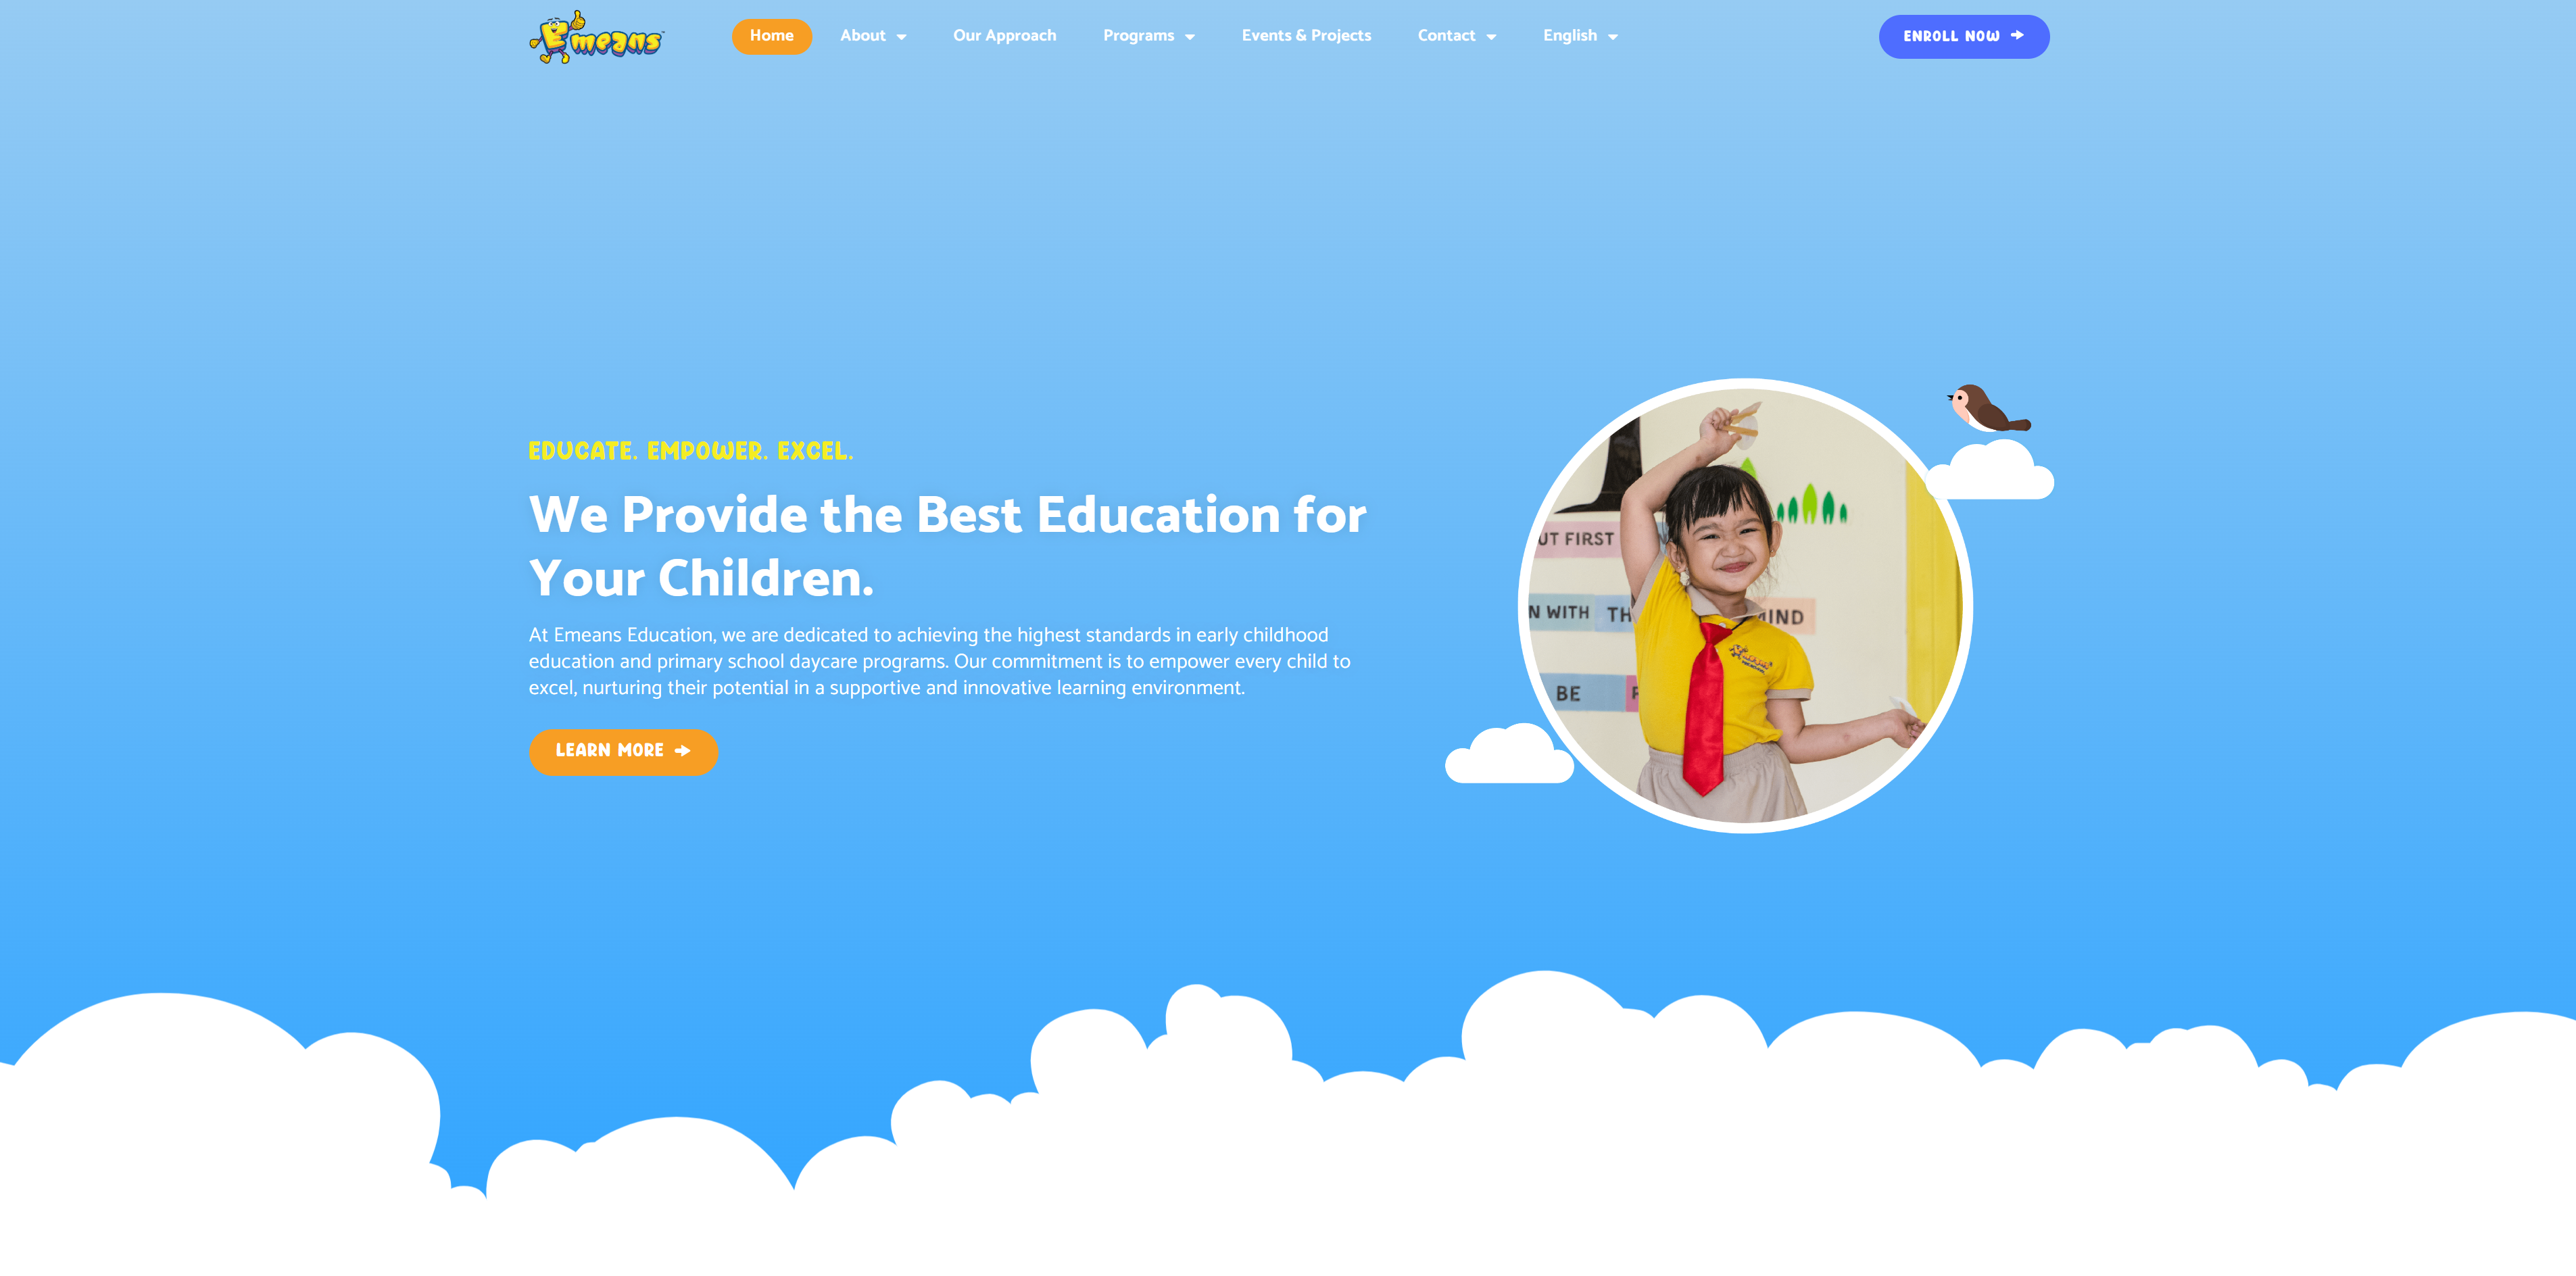 Emeans
Home
About
Our Approach
Programs
Events & Projects
Contact
English
ENROLL NOW
EDUCATE. EMPOWER. EXCEL.
We Provide the Best Education for
Your Children.
At Emeans Education, we are dedicated to achieving the highest standards in early childhood
education and primary school daycare programs. Our commitment is to empower every child to
excel, nurturing their potential in a supportive and innovative learning environment.
LEARN MORE
UT FIRST
N WITH TH
MIND
BE